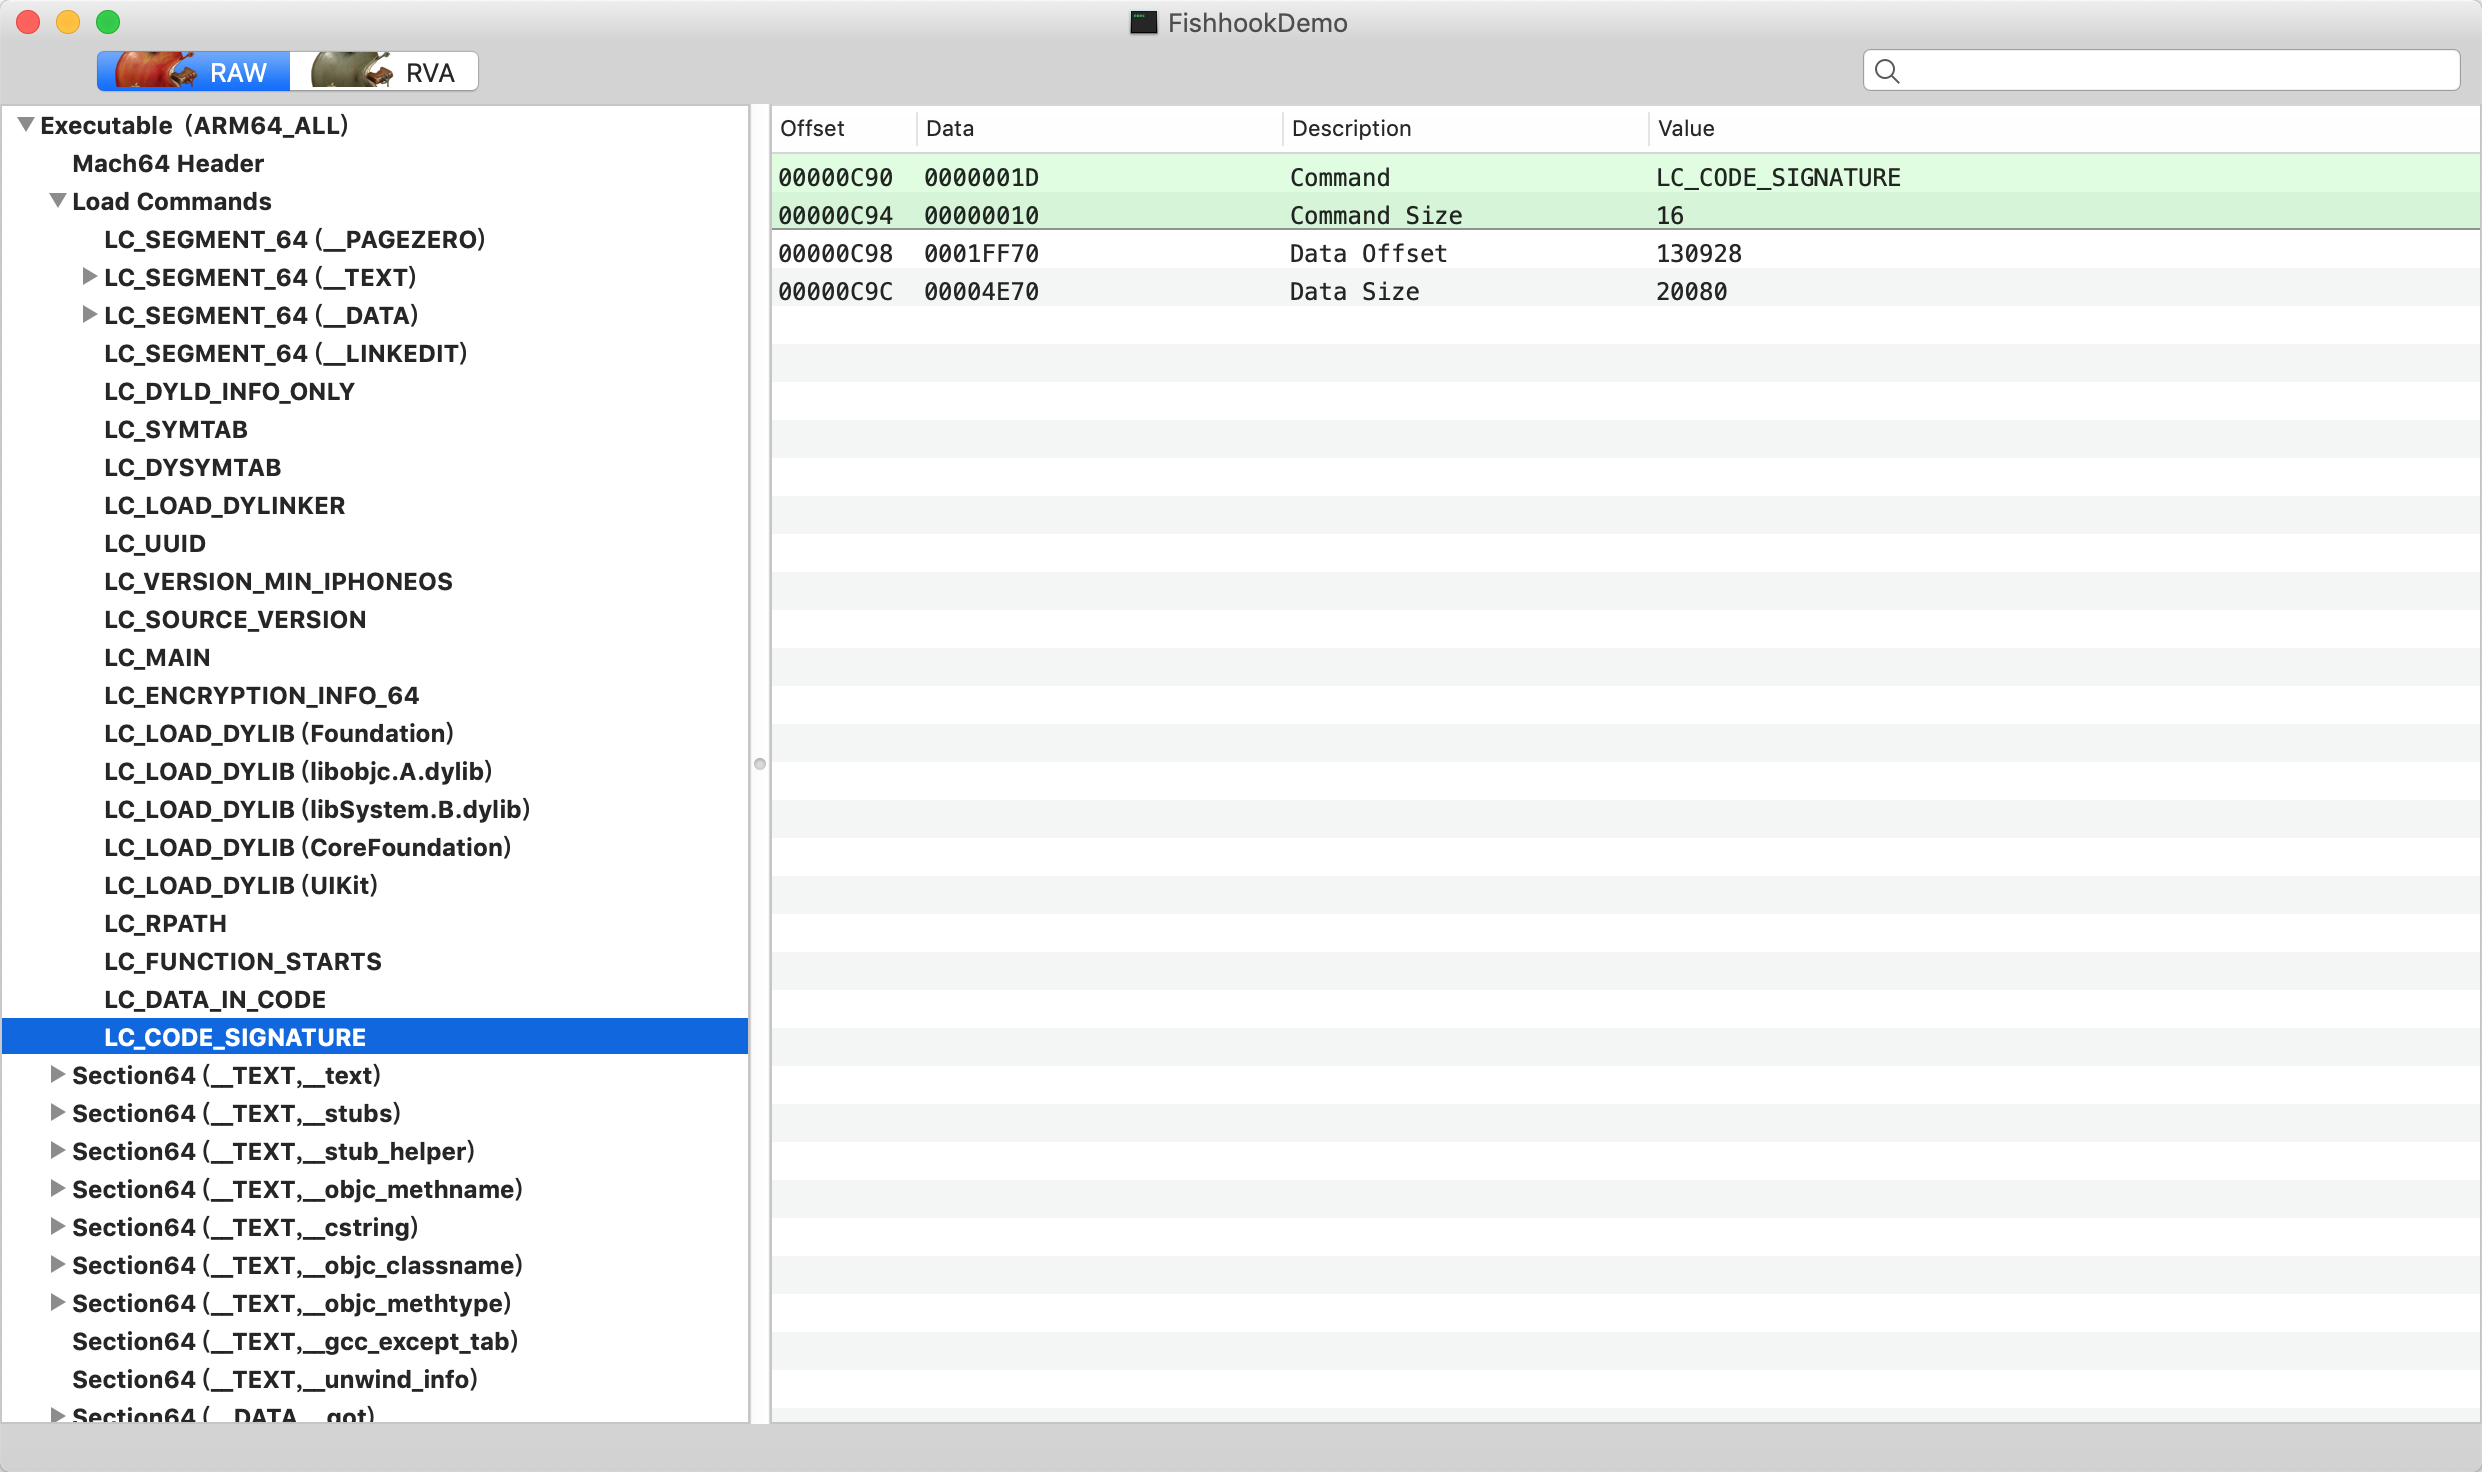 FishhookDemo
RAW RVA
Executable (ARM64_ALL)
Mach64 Header
Load Commands
LC_SEGMENT_64 (__PAGEZERO)
LC_SEGMENT_64 (__TEXT)
LC_SEGMENT_64 (__DATA)
LC_SEGMENT_64 (__LINKEDIT)
LC_DYLD_INFO_ONLY
LC_SYMTAB
LC_DYSYMTAB
LC_LOAD_DYLINKER
LC_UUID
LC_VERSION_MIN_IPHONEOS
LC_SOURCE_VERSION
LC_MAIN
LC_ENCRYPTION_INFO_64
LC_LOAD_DYLIB (Foundation)
LC_LOAD_DYLIB (libobjc.A.dylib)
LC_LOAD_DYLIB (libSystem.B.dylib)
LC_LOAD_DYLIB (CoreFoundation)
LC_LOAD_DYLIB (UIKit)
LC_RPATH
LC_FUNCTION_STARTS
LC_DATA_IN_CODE
LC_CODE_SIGNATURE
Section64 (__TEXT,__text)
Section64 (__TEXT,__stubs)
Section64 (__TEXT,__stub_helper)
Section64 (__TEXT,__objc_methname)
Section64 (__TEXT,__cstring)
Section64 (__TEXT,__objc_classname)
Section64 (__TEXT,__objc_methtype)
Section64 (__TEXT,__gcc_except_tab)
Section64 (__TEXT,__unwind_info)
Section64 (__DATA,__got)
Offset Data Description Value
00000C90 0000001D Command LC_CODE_SIGNATURE
00000C94 00000010 Command Size 16
00000C98 0001FF70 Data Offset 130928
00000C9C 00004E70 Data Size 20080